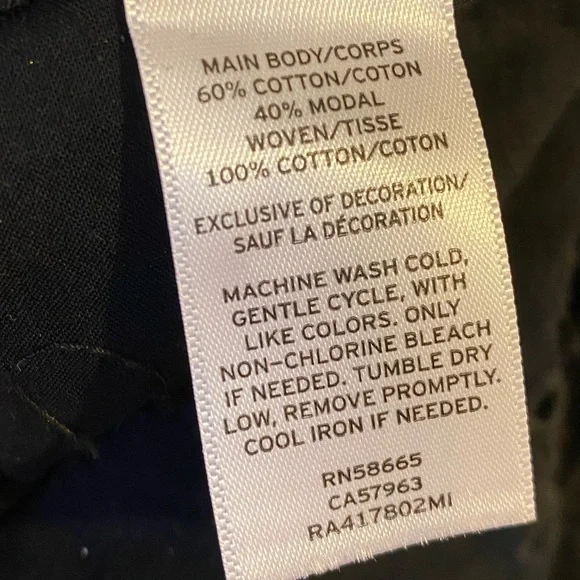 MAIN BODY/CORPS
60% COTTON/COTON
40% MODAL
WOVEN/TISSE
100% COTTON/COTON
EXCLUSIVE OF DECORATION/
SAUF LA DÉCORATION
MACHINE WASH COLD,
GENTLE CYCLE, WITH
LIKE COLORS. ONLY
NON-CHLORINE BLEACH
IF NEEDED. TUMBLE DRY
LOW, REMOVE PROMPTLY.
COOL IRON IF NEEDED.
RN58665
CA57963
RA417802MI